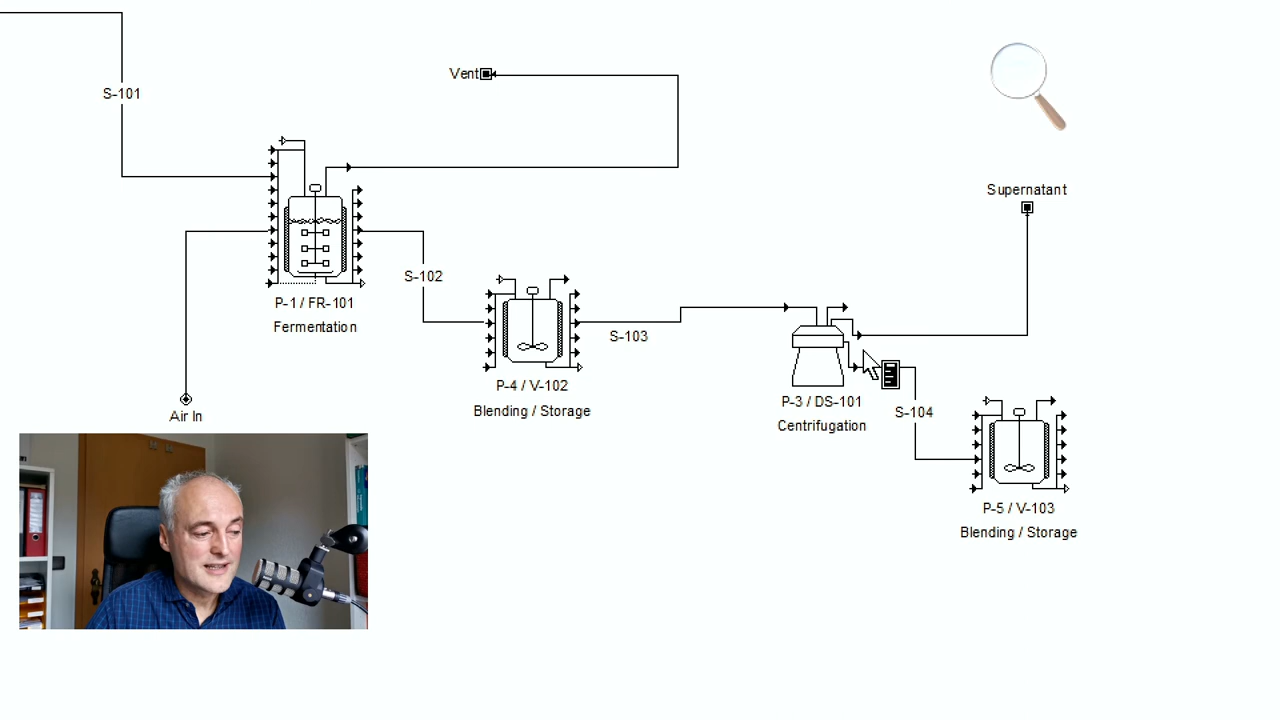 S-101
Vent
Supernatant
S-102
P-1 / FR-101
Fermentation
S-103
P-4 / V-102
Blending / Storage
Air In
P-3 / DS-101
Centrifugation
S-104
P-5 / V-103
Blending / Storage